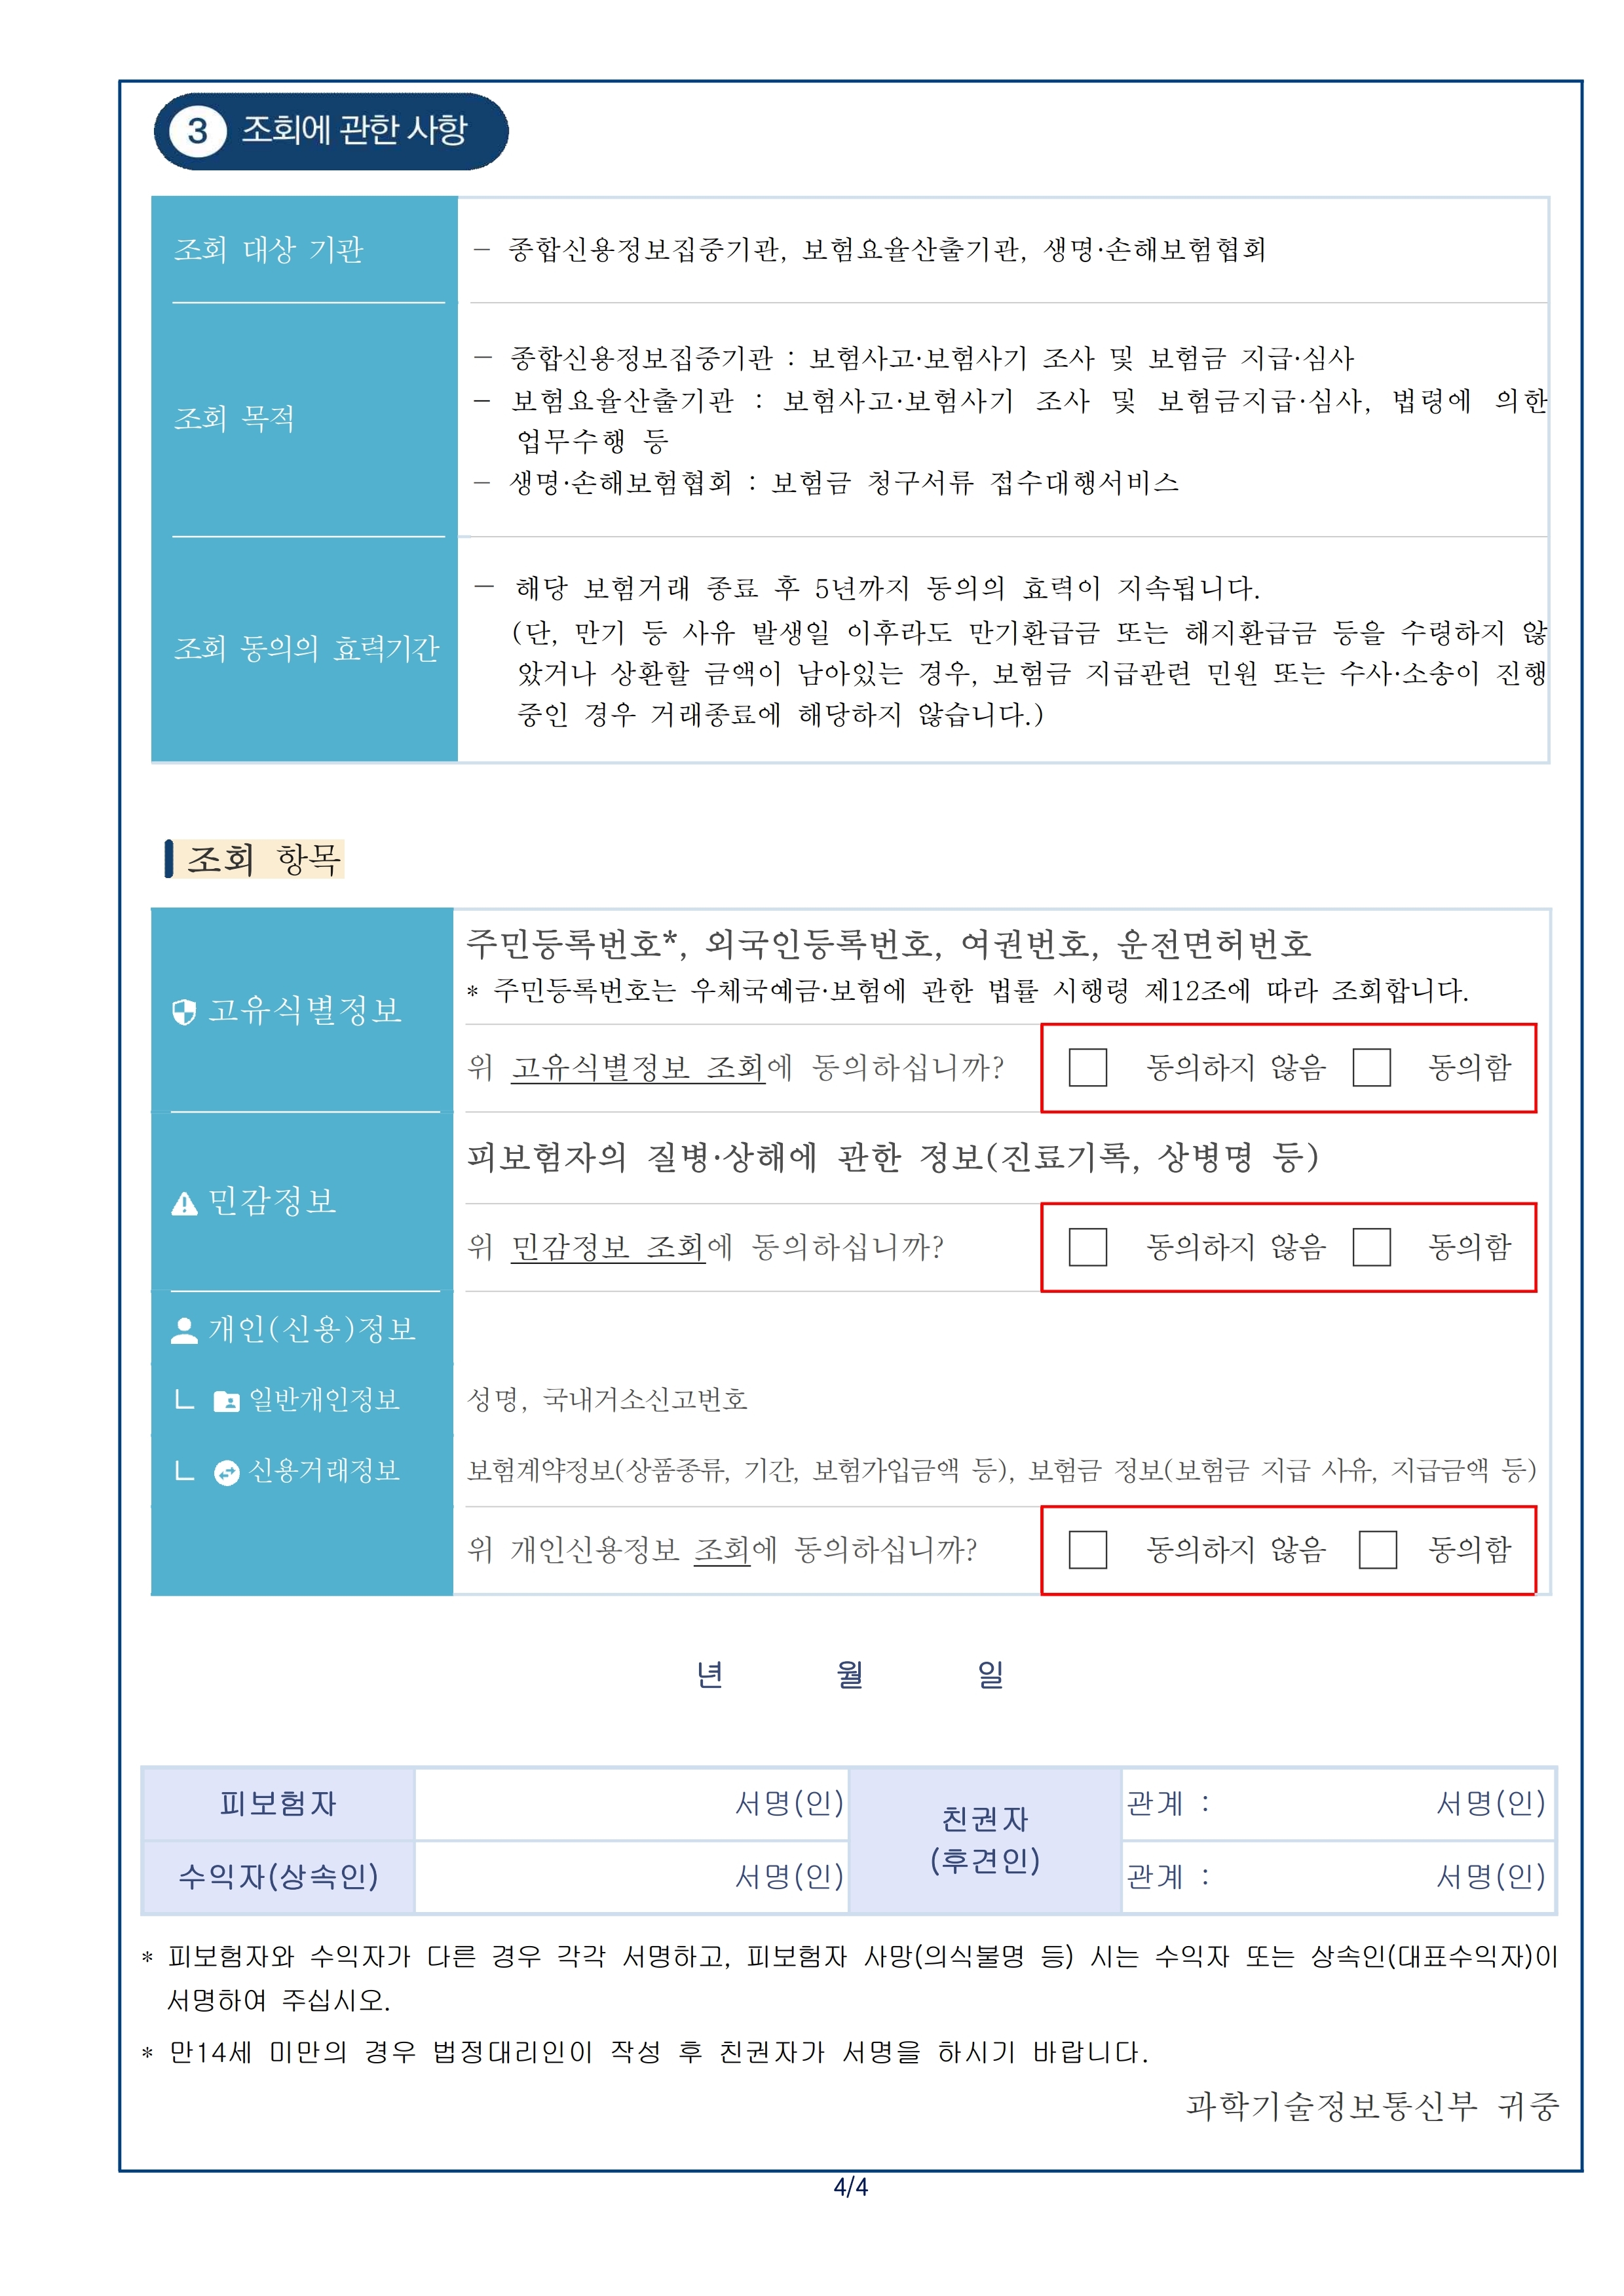 3 조회에 관한 사항
조회 대상 기관
- 종합신용정보집중기관, 보험요율산출기관, 생명·손해보험협회
조회 목적
- 종합신용정보집중기관 : 보험사고·보험사기 조사 및 보험금 지급·심사
- 보험요율산출기관 : 보험사고·보험사기 조사 및 보험금지급·심사, 법령에 의한
업무수행 등
- 생명·손해보험협회 : 보험금 청구서류 접수대행서비스
조회 동의의 효력기간
- 해당 보험거래 종료 후 5년까지 동의의 효력이 지속됩니다.
(단, 만기 등 사유 발생일 이후라도 만기환급금 또는 해지환급금 등을 수령하지 않
았거나 상환할 금액이 남아있는 경우, 보험금 지급관련 민원 또는 수사·소송이 진행
중인 경우 거래종료에 해당하지 않습니다.)
조회 항목
고유식별정보
주민등록번호*, 외국인등록번호, 여권번호, 운전면허번호
* 주민등록번호는 우체국예금·보험에 관한 법률 시행령 제12조에 따라 조회합니다.
위 고유식별정보 조회에 동의하십니까? □ 동의하지 않음 □ 동의함
민감정보
피보험자의 질병·상해에 관한 정보(진료기록, 상병명 등)
위 민감정보 조회에 동의하십니까? □ 동의하지 않음 □ 동의함
개인(신용)정보
ㄴ 일반개인정보 성명, 국내거소신고번호
ㄴ 신용거래정보 보험계약정보(상품종류, 기간, 보험가입금액 등), 보험금 정보(보험금 지급 사유, 지급금액 등)
위 개인신용정보 조회에 동의하십니까? □ 동의하지 않음 □ 동의함
년 월 일
피보험자 서명(인) 친권자 (후견인) 관계 : 서명(인)
수익자(상속인) 서명(인) 관계 : 서명(인)
* 피보험자와 수익자가 다른 경우 각각 서명하고, 피보험자 사망(의식불명 등) 시는 수익자 또는 상속인(대표수익자)이
서명하여 주십시오.
* 만14세 미만의 경우 법정대리인이 작성 후 친권자가 서명을 하시기 바랍니다.
과학기술정보통신부 귀중
4/4